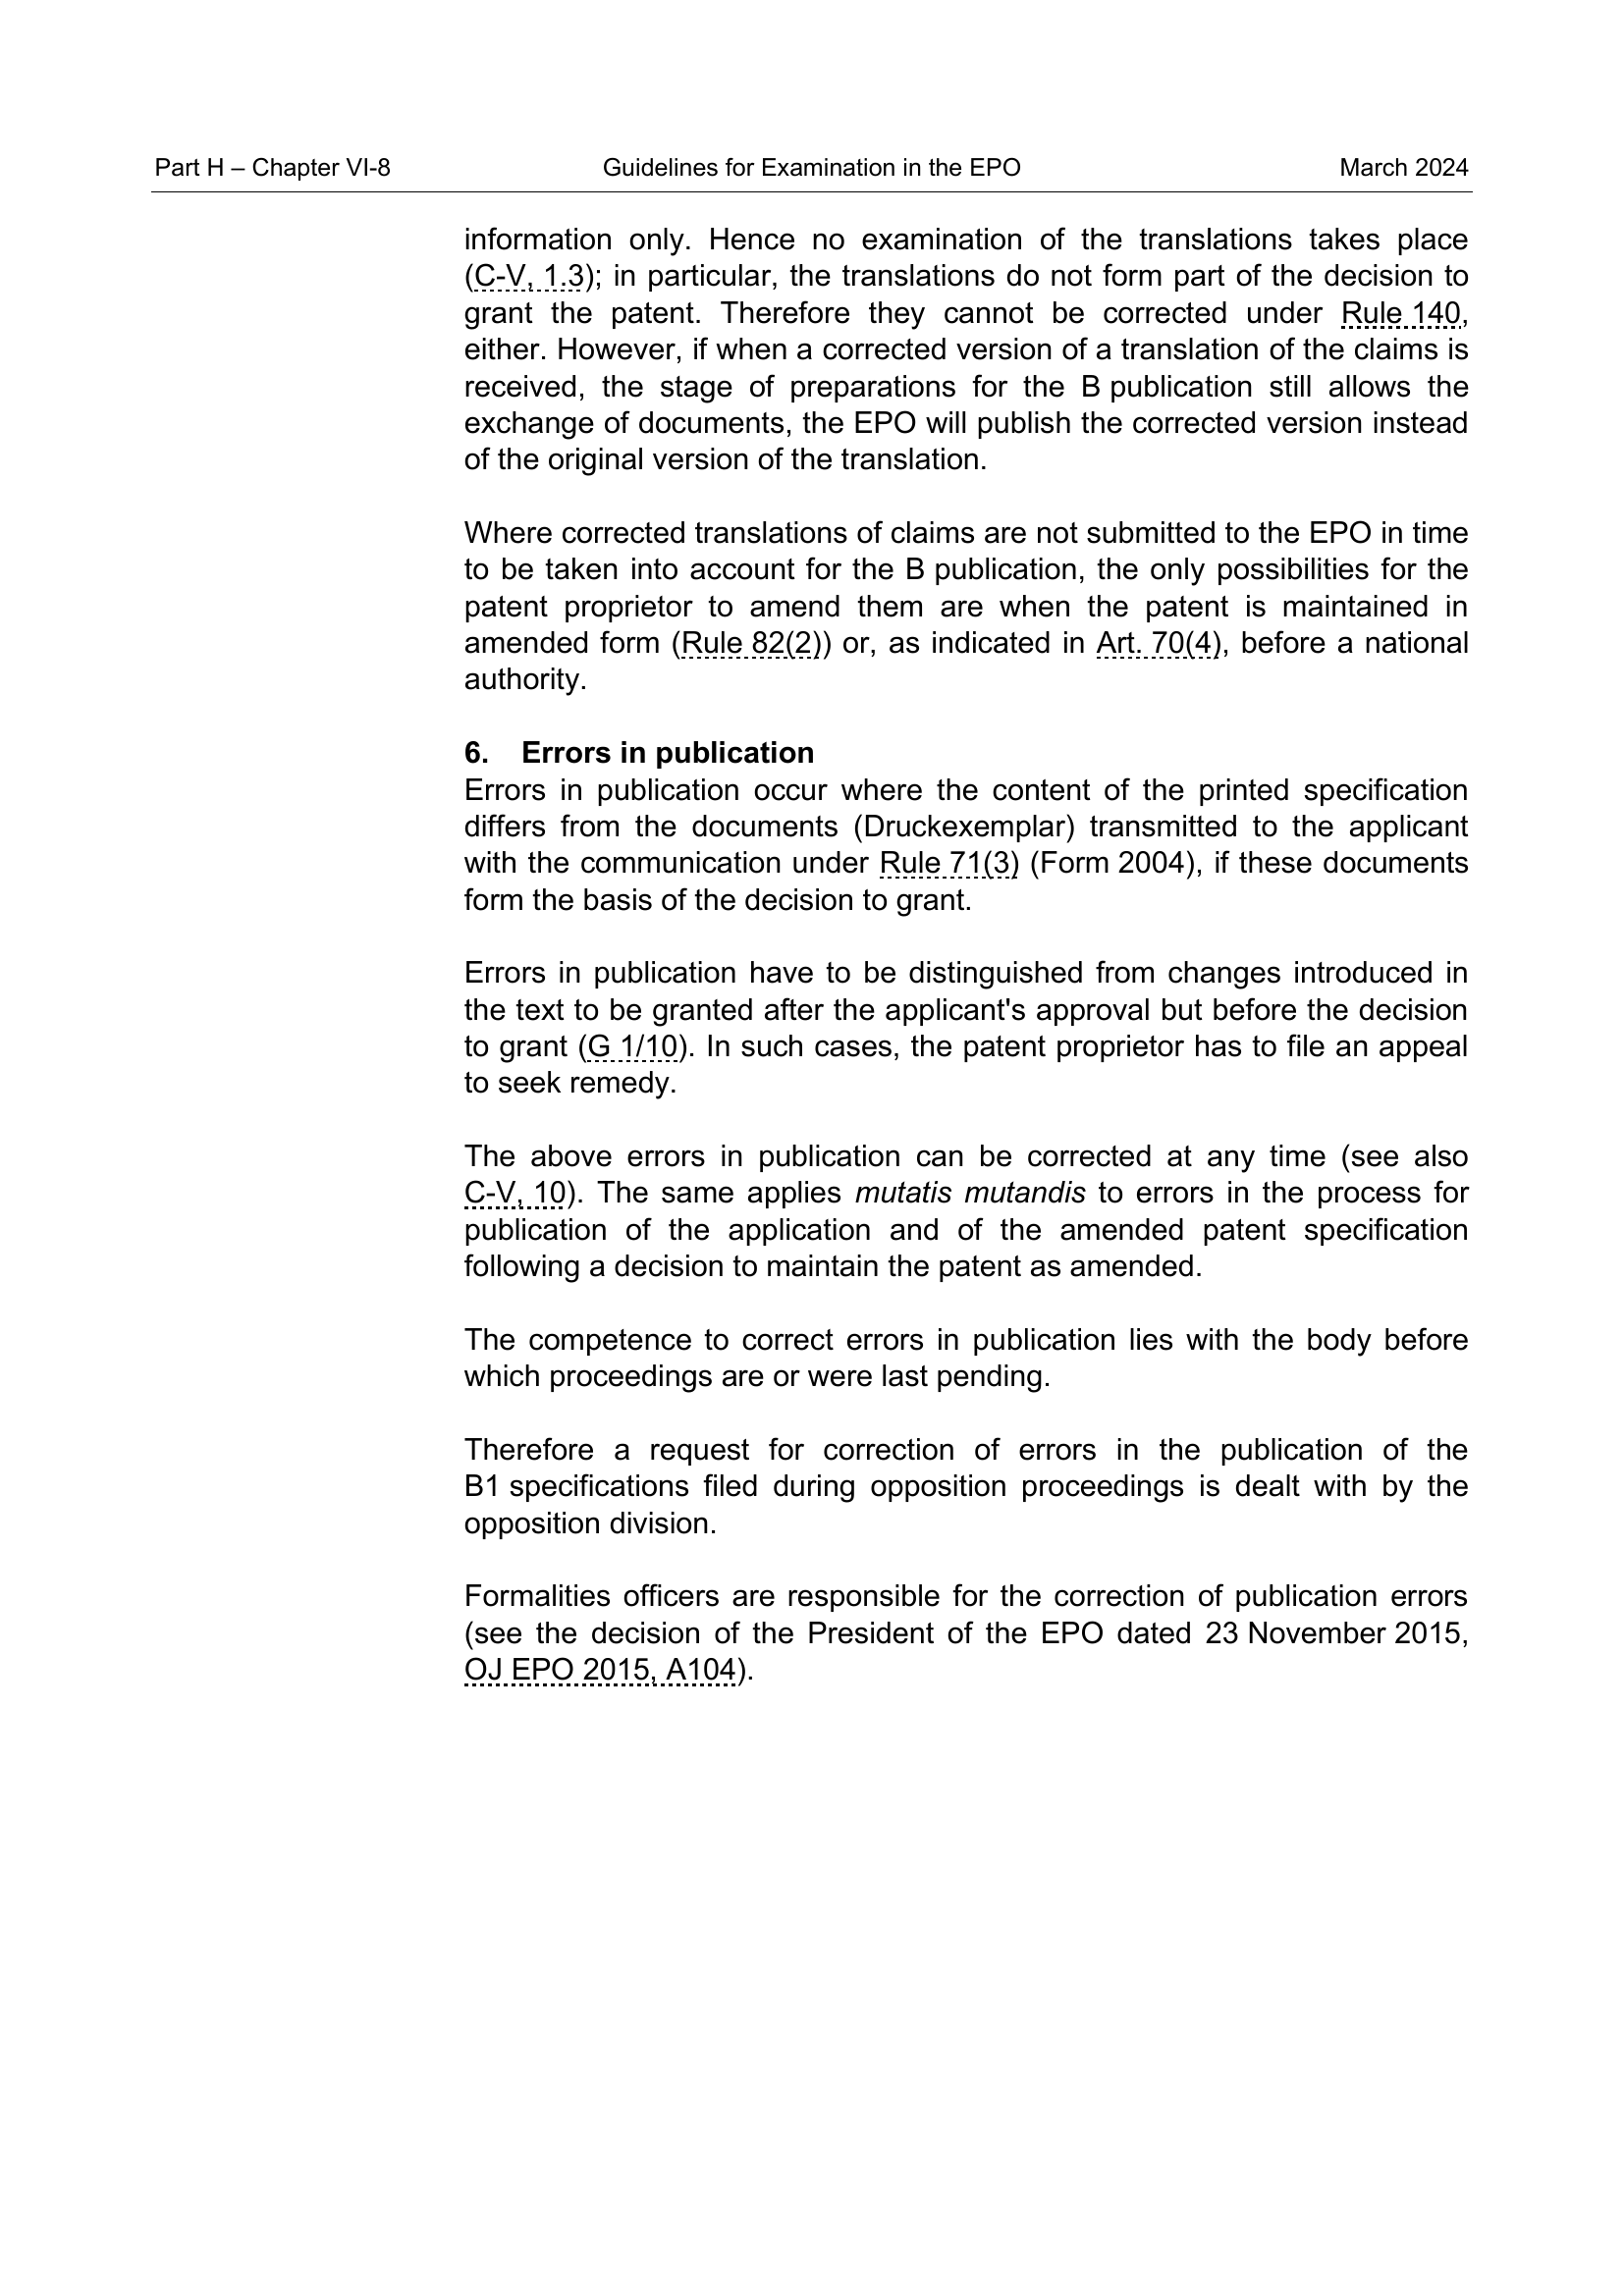 Part H – Chapter VI-8 Guidelines for Examination in the EPO March 2024
information only. Hence no examination of the translations takes place
(C-V, 1.3); in particular, the translations do not form part of the decision to
grant the patent. Therefore they cannot be corrected under Rule 140,
either. However, if when a corrected version of a translation of the claims is
received, the stage of preparations for the B publication still allows the
exchange of documents, the EPO will publish the corrected version instead
of the original version of the translation.
Where corrected translations of claims are not submitted to the EPO in time
to be taken into account for the B publication, the only possibilities for the
patent proprietor to amend them are when the patent is maintained in
amended form (Rule 82(2)) or, as indicated in Art. 70(4), before a national
authority.
6. Errors in publication
Errors in publication occur where the content of the printed specification
differs from the documents (Druckexemplar) transmitted to the applicant
with the communication under Rule 71(3) (Form 2004), if these documents
form the basis of the decision to grant.
Errors in publication have to be distinguished from changes introduced in
the text to be granted after the applicant's approval but before the decision
to grant (G 1/10). In such cases, the patent proprietor has to file an appeal
to seek remedy.
The above errors in publication can be corrected at any time (see also
C-V, 10). The same applies mutatis mutandis to errors in the process for
publication of the application and of the amended patent specification
following a decision to maintain the patent as amended.
The competence to correct errors in publication lies with the body before
which proceedings are or were last pending.
Therefore a request for correction of errors in the publication of the
B1 specifications filed during opposition proceedings is dealt with by the
opposition division.
Formalities officers are responsible for the correction of publication errors
(see the decision of the President of the EPO dated 23 November 2015,
OJ EPO 2015, A104).